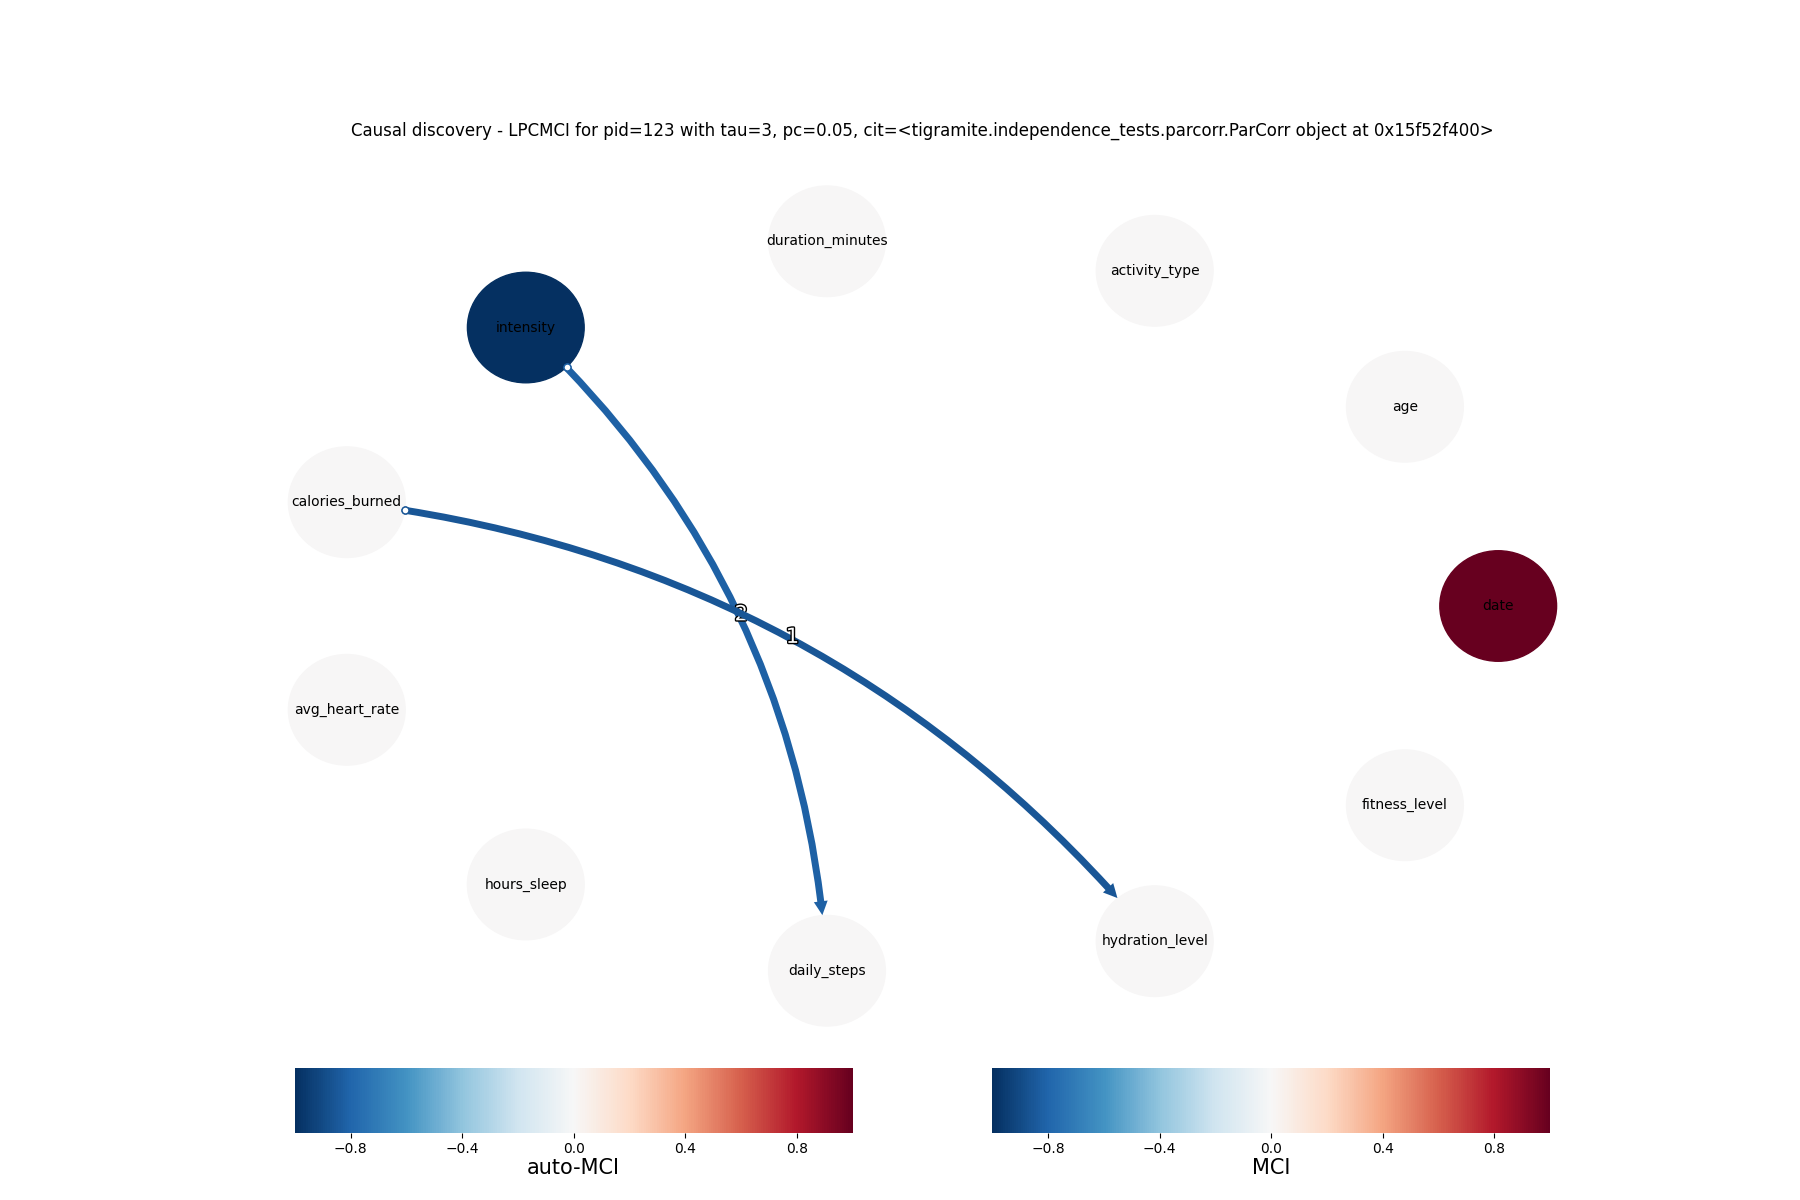 Causal discovery - LPCMCI for pid=123 with tau=3, pc=0.05, cit=<tigramite.independence_tests.parcorr.ParCorr object at 0x15f52f400>
duration_minutes
activity_type
intensity
age
calories_burned
date
2
1
avg_heart_rate
fitness_level
hours_sleep
hydration_level
daily_steps
−0.8 −0.4 0.0 0.4 0.8
auto-MCI
−0.8 −0.4 0.0 0.4 0.8
MCI